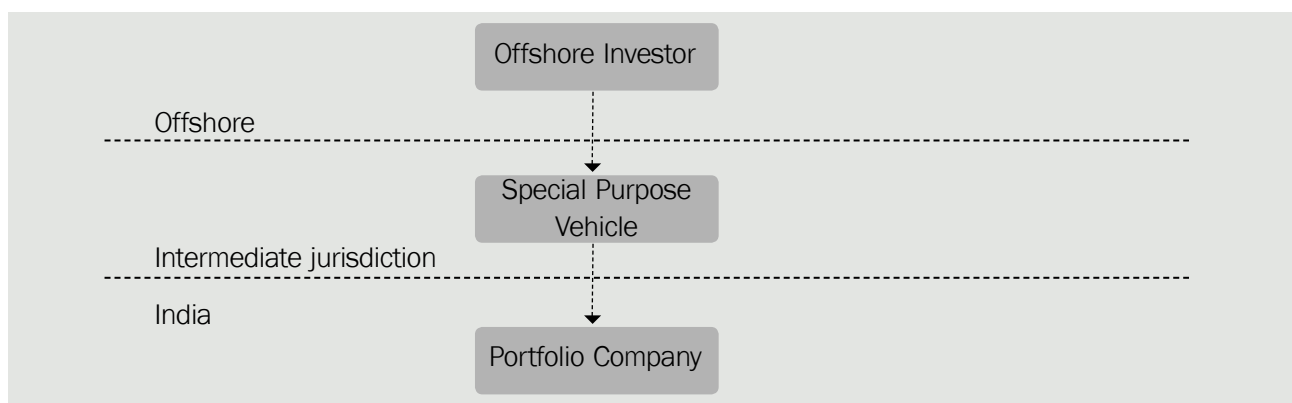 Offshore Investor
Offshore
Special Purpose
Vehicle
Intermediate jurisdiction
India
Portfolio Company